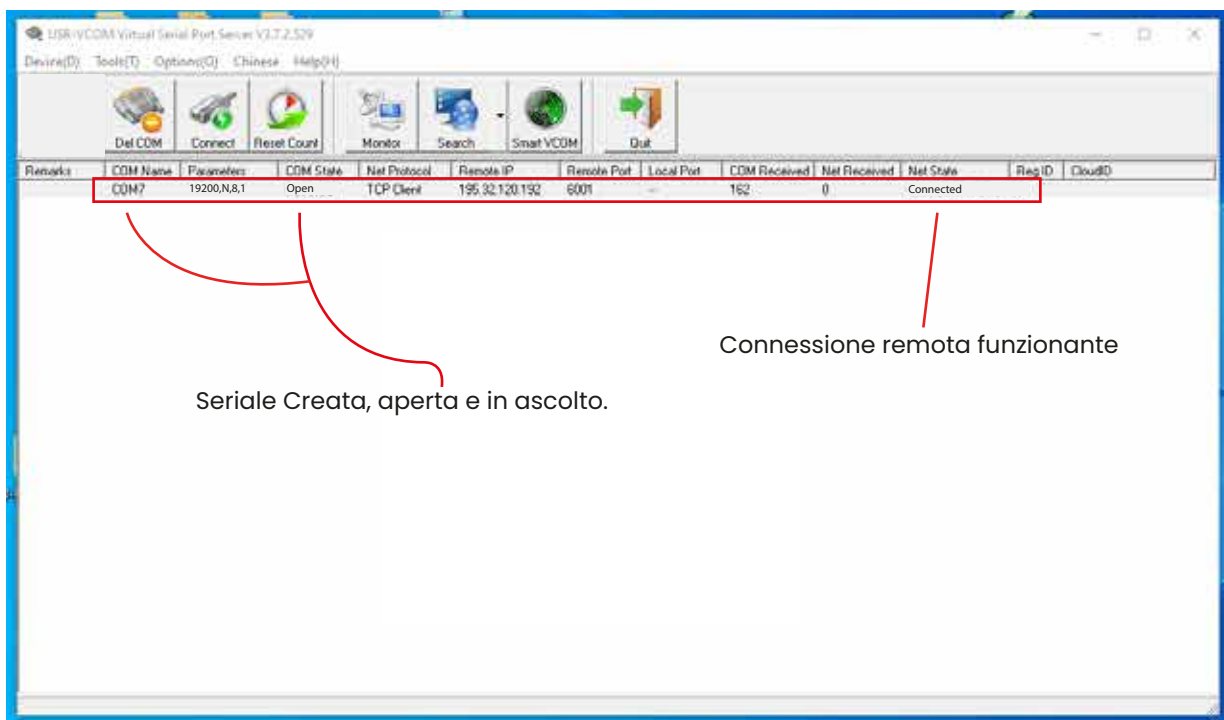 USR-VCOM Virtual Serial Port Server V3.7.2.529
Device(D) Tools(T) Options(O) Chinese Help(H)
Del COM Connect Reset Count Monitor Search Smart VCOM Quit
Remarks COM Name Parameters COM State Net Protocol Remote IP Remote Port Local Port COM Received Net Received Net State Reg ID CloudID
COM7 19200,N,8,1 Open TCP Client 195.32.120.192 6001 --- 162 0 Connected
Connessione remota funzionante
Seriale Creata, aperta e in ascolto.